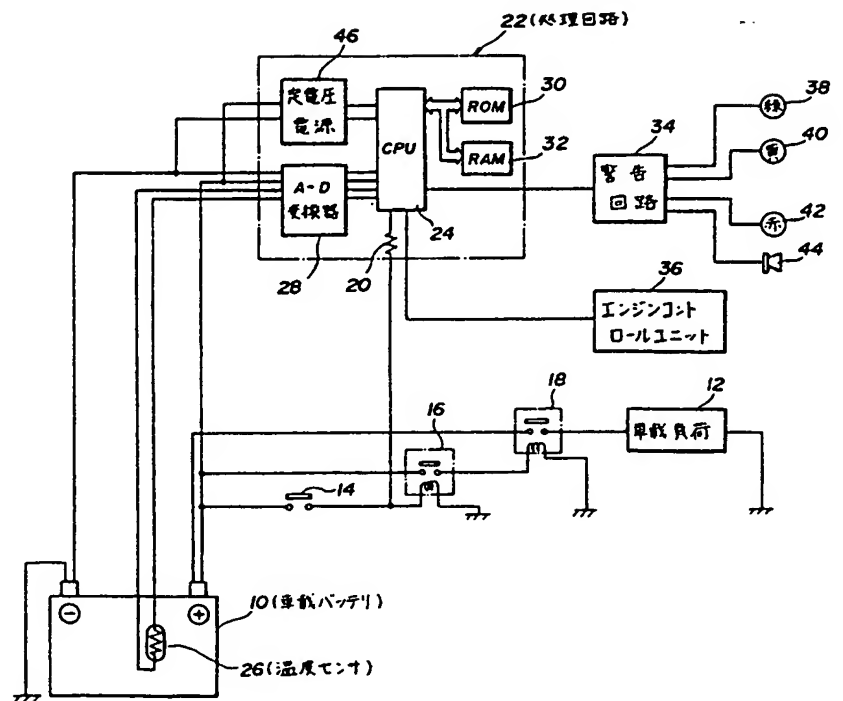 22(処理回路)
46
定電圧
電源
CPU
ROM
30
RAM
32
A-D
変換器
28
20
24
34
警告
回路
緑
38
黄
40
赤
42
44
36
エンジンコント
ロールユニット
18
12
車載負荷
16
14
⊖
⊕
10(車載バッテリ)
26(温度センサ)